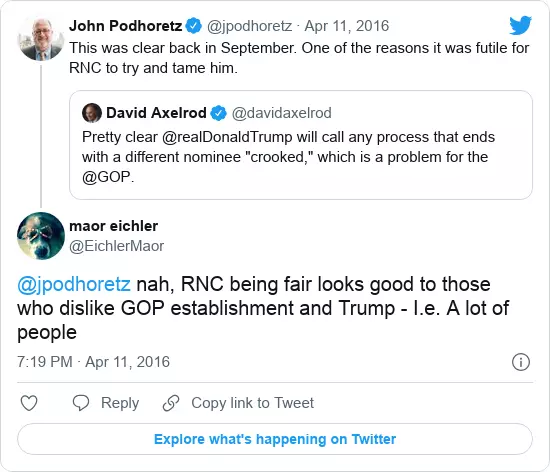 John Podhoretz @jpodhoretz · Apr 11, 2016
This was clear back in September. One of the reasons it was futile for
RNC to try and tame him.
David Axelrod @davidaxelrod
Pretty clear @realDonaldTrump will call any process that ends
with a different nominee "crooked," which is a problem for the
@GOP.
maor eichler
@EichlerMaor
@jpodhoretz nah, RNC being fair looks good to those
who dislike GOP establishment and Trump - I.e. A lot of
people
7:19 PM · Apr 11, 2016
Reply Copy link to Tweet
Explore what's happening on Twitter